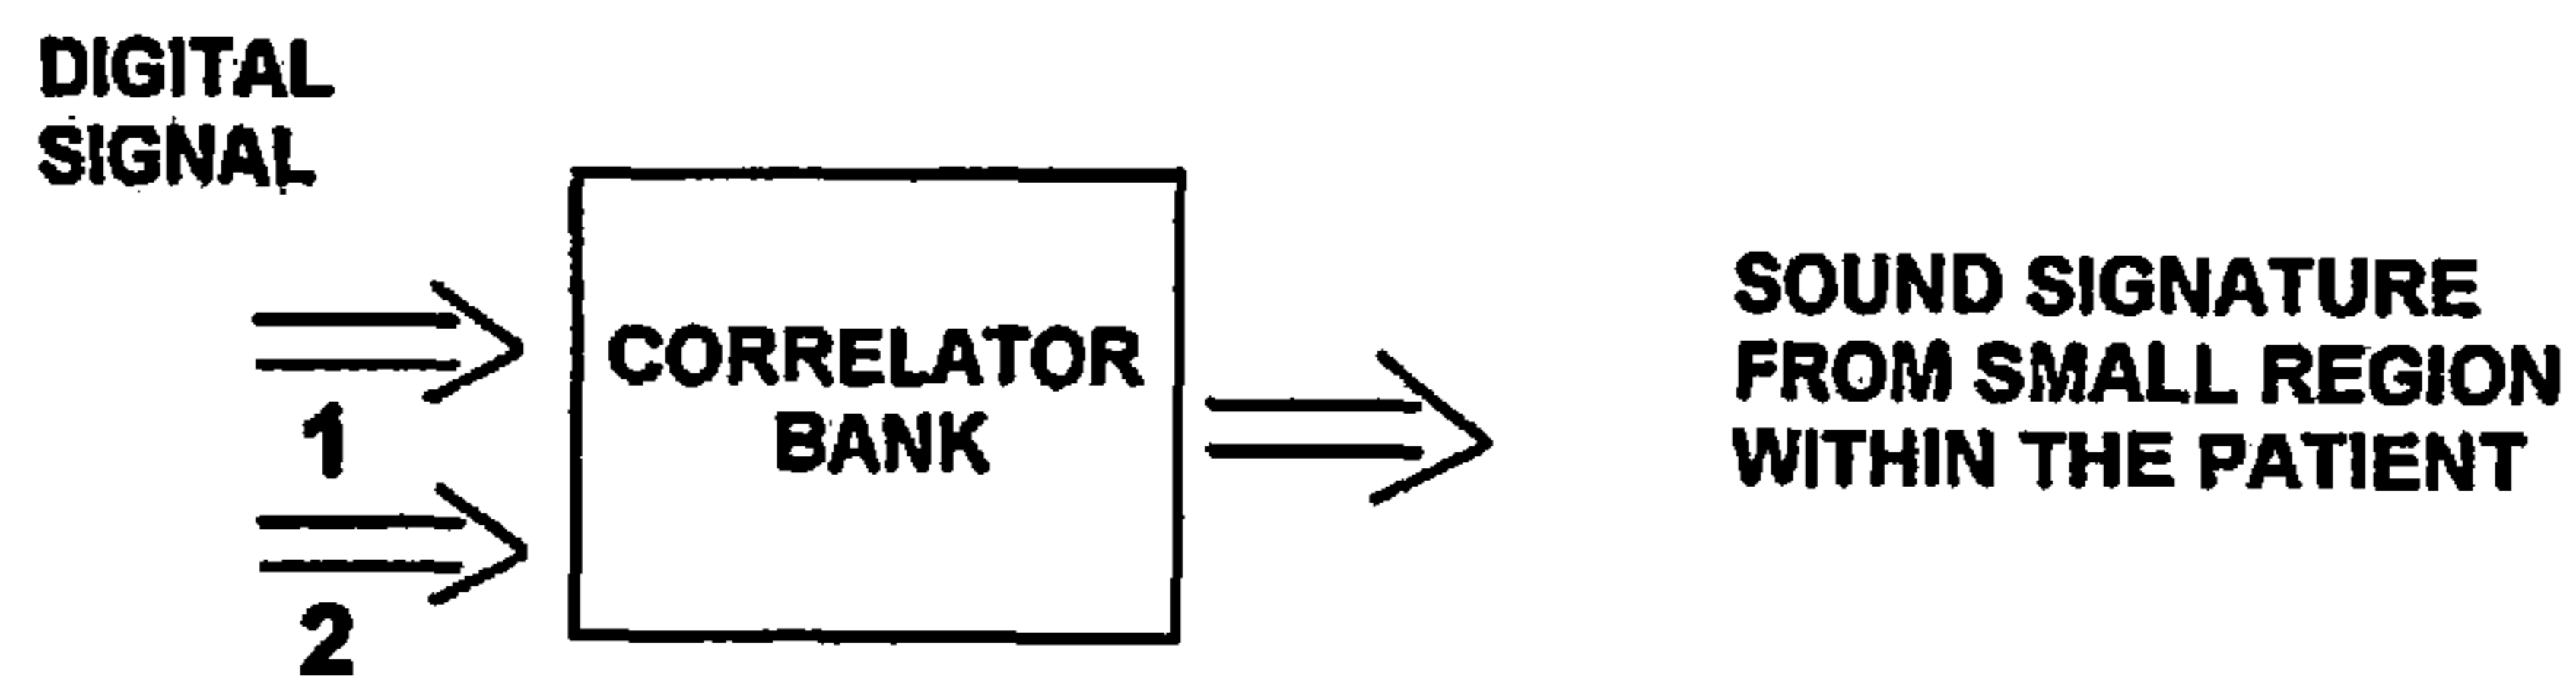 DIGITAL
SIGNAL
1
2
CORRELATOR
BANK
SOUND SIGNATURE
FROM SMALL REGION
WITHIN THE PATIENT